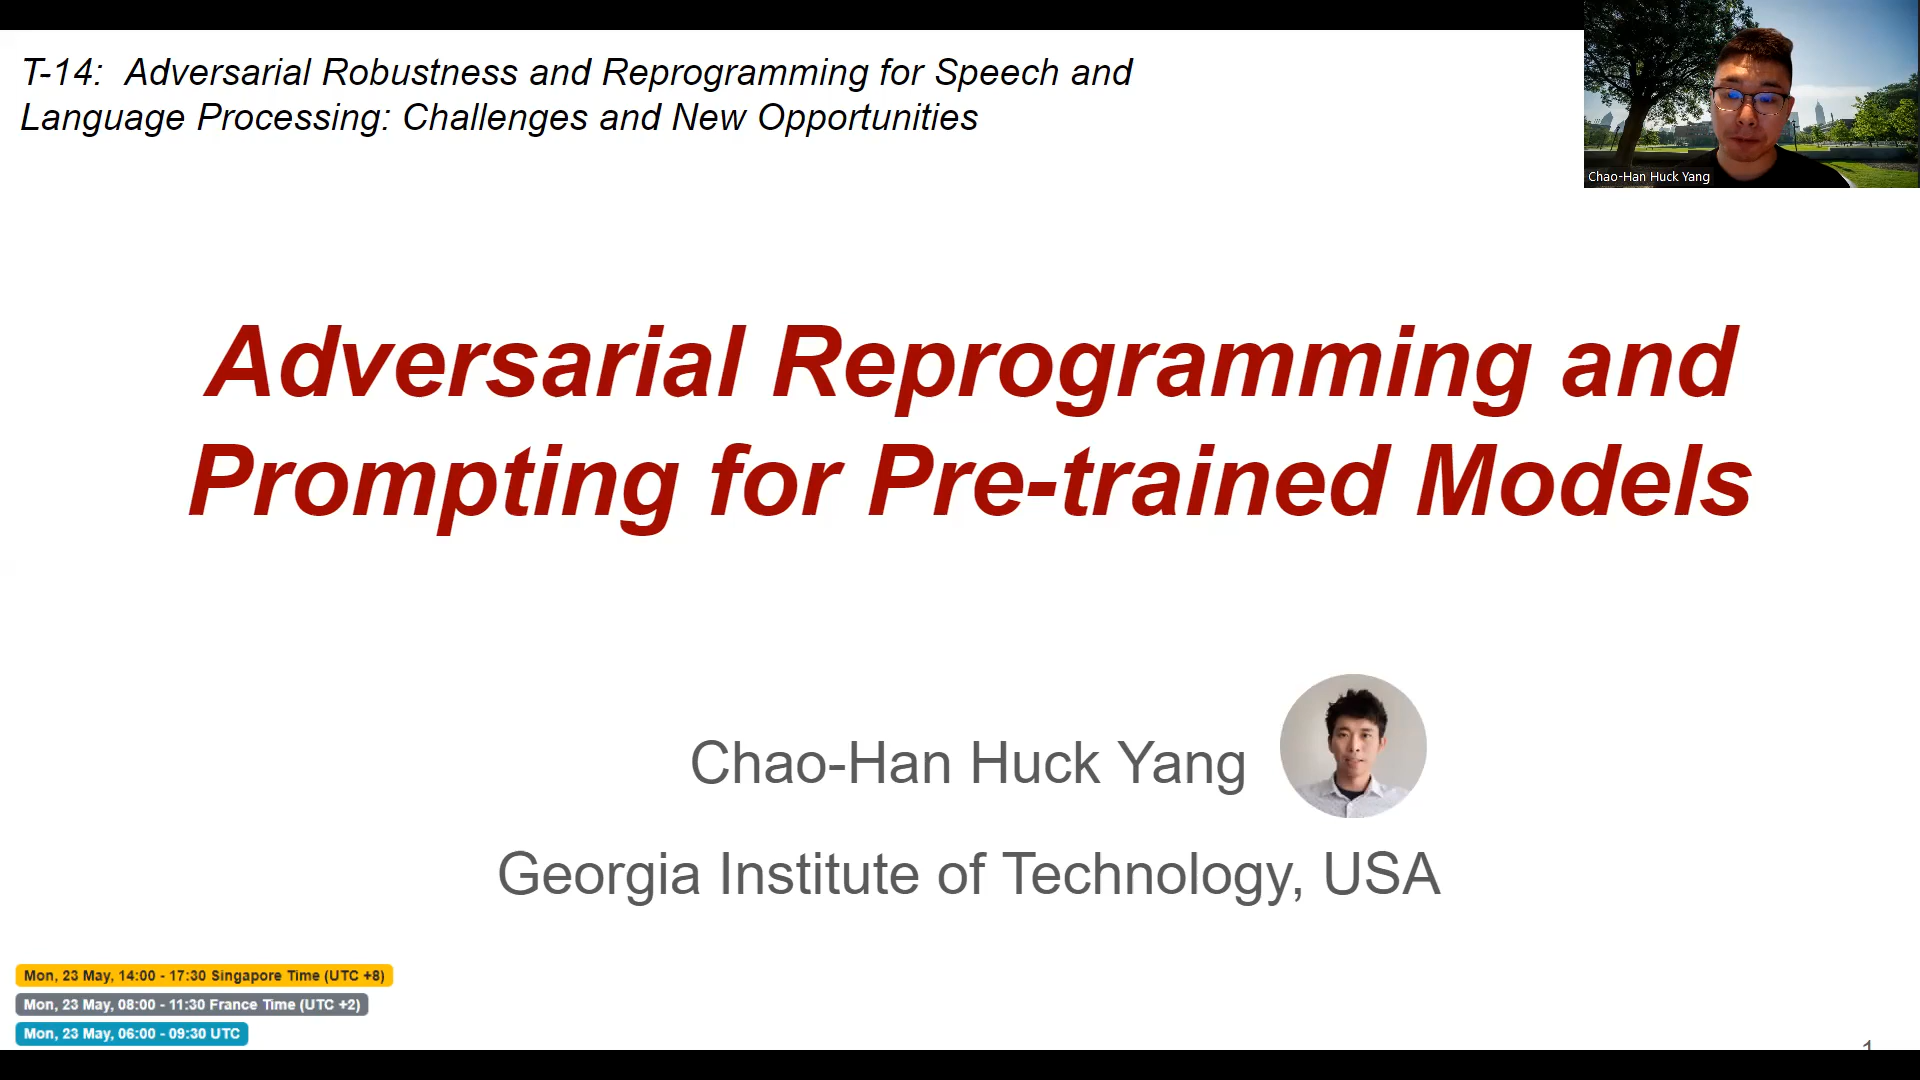 T-14:  Adversarial Robustness and Reprogramming for Speech and
Language Processing: Challenges and New Opportunities
Chao-Han Huck Yang
Adversarial Reprogramming and
Prompting for Pre-trained Models
Chao-Han Huck Yang
Georgia Institute of Technology, USA
Mon, 23 May, 14:00 - 17:30 Singapore Time (UTC +8)
Mon, 23 May, 08:00 - 11:30 France Time (UTC +2)
Mon, 23 May, 06:00 - 09:30 UTC
1